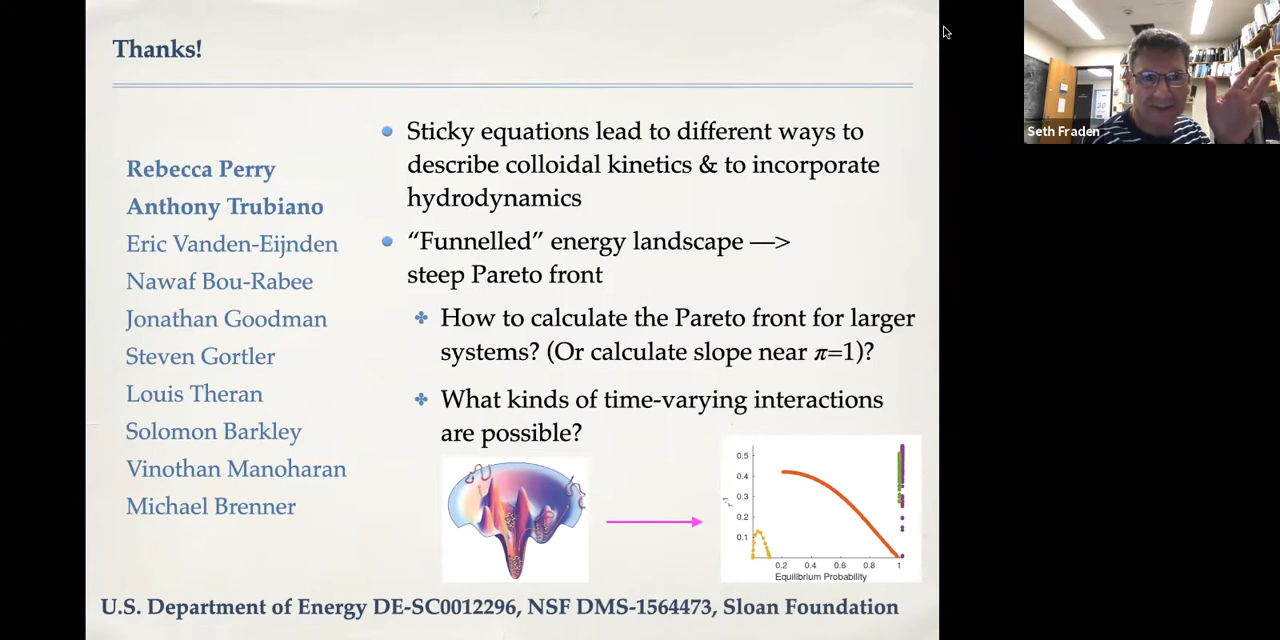 Thanks!
Rebecca Perry
Anthony Trubiano
Eric Vanden-Eijnden
Nawaf Bou-Rabee
Jonathan Goodman
Steven Gortler
Louis Theran
Solomon Barkley
Vinothan Manoharan
Michael Brenner
Sticky equations lead to different ways to
describe colloidal kinetics & to incorporate
hydrodynamics
“Funnelled” energy landscape —>
steep Pareto front
How to calculate the Pareto front for larger
systems? (Or calculate slope near π=1)?
What kinds of time-varying interactions
are possible?
0.5
0.4
0.3
0.2
0.1
0.2 0.4 0.6 0.8 1
Equilibrium Probability
U.S. Department of Energy DE-SC0012296, NSF DMS-1564473, Sloan Foundation
Seth Fraden